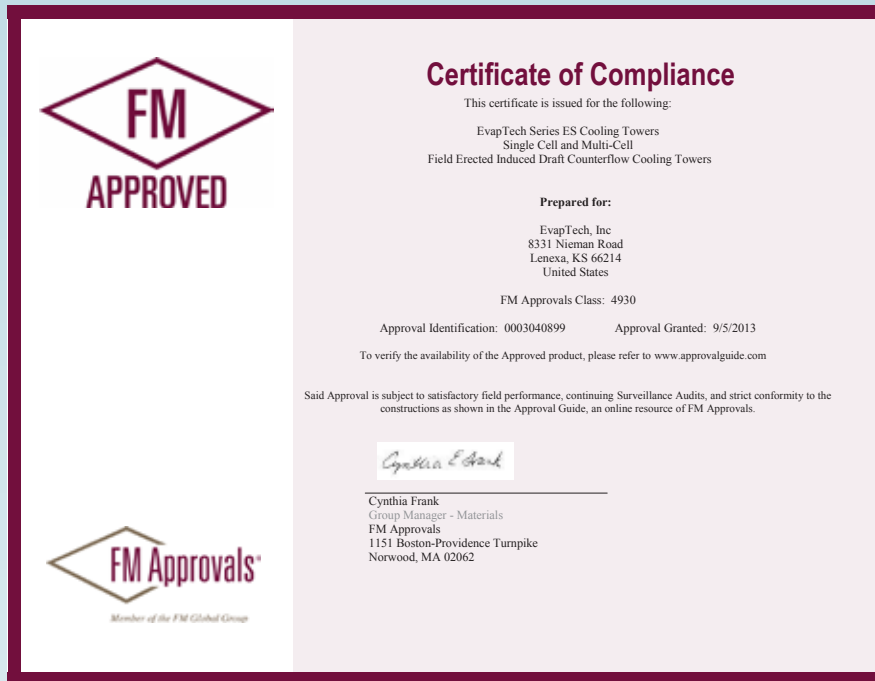 FM
APPROVED
Certificate of Compliance
This certificate is issued for the following:
EvapTech Series ES Cooling Towers
Single Cell and Multi-Cell
Field Erected Induced Draft Counterflow Cooling Towers
Prepared for:
EvapTech, Inc
8331 Nieman Road
Lenexa, KS 66214
United States
FM Approvals Class: 4930
Approval Identification: 0003040899 Approval Granted: 9/5/2013
To verify the availability of the Approved product, please refer to www.approvalguide.com
Said Approval is subject to satisfactory field performance, continuing Surveillance Audits, and strict conformity to the
constructions as shown in the Approval Guide, an online resource of FM Approvals.
Cynthia E Frank
Cynthia Frank
Group Manager - Materials
FM Approvals
1151 Boston-Providence Turnpike
Norwood, MA 02062
FM Approvals®
Member of the FM Global Group